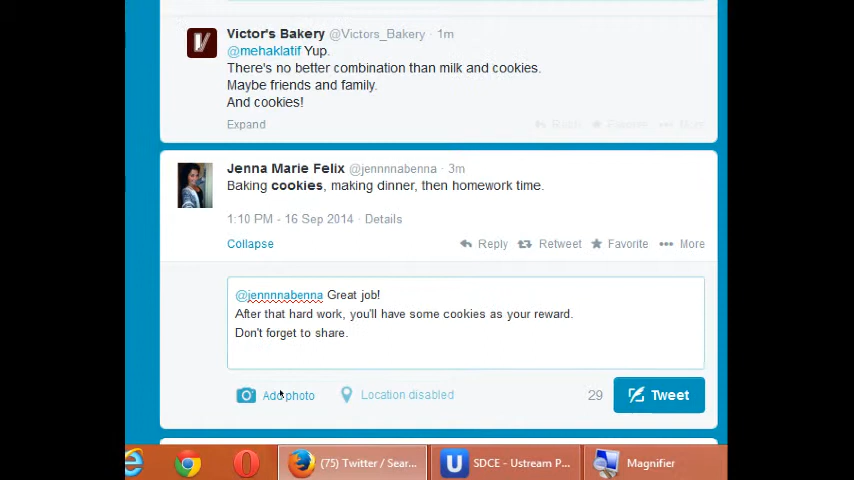 Victor's Bakery @Victors_Bakery · 1m
@mehaklatif Yup.
There's no better combination than milk and cookies.
Maybe friends and family.
And cookies!
Expand
Reply Favorite ••• More
Jenna Marie Felix @jennnnabenna · 3m
Baking cookies, making dinner, then homework time.
1:10 PM - 16 Sep 2014 · Details
Collapse
Reply Retweet Favorite ••• More
@jennnnabenna Great job!
After that hard work, you'll have some cookies as your reward.
Don't forget to share.
Add photo
Location disabled
29
Tweet
(75) Twitter / Sear...
U
SDCE - Ustream P...
Magnifier